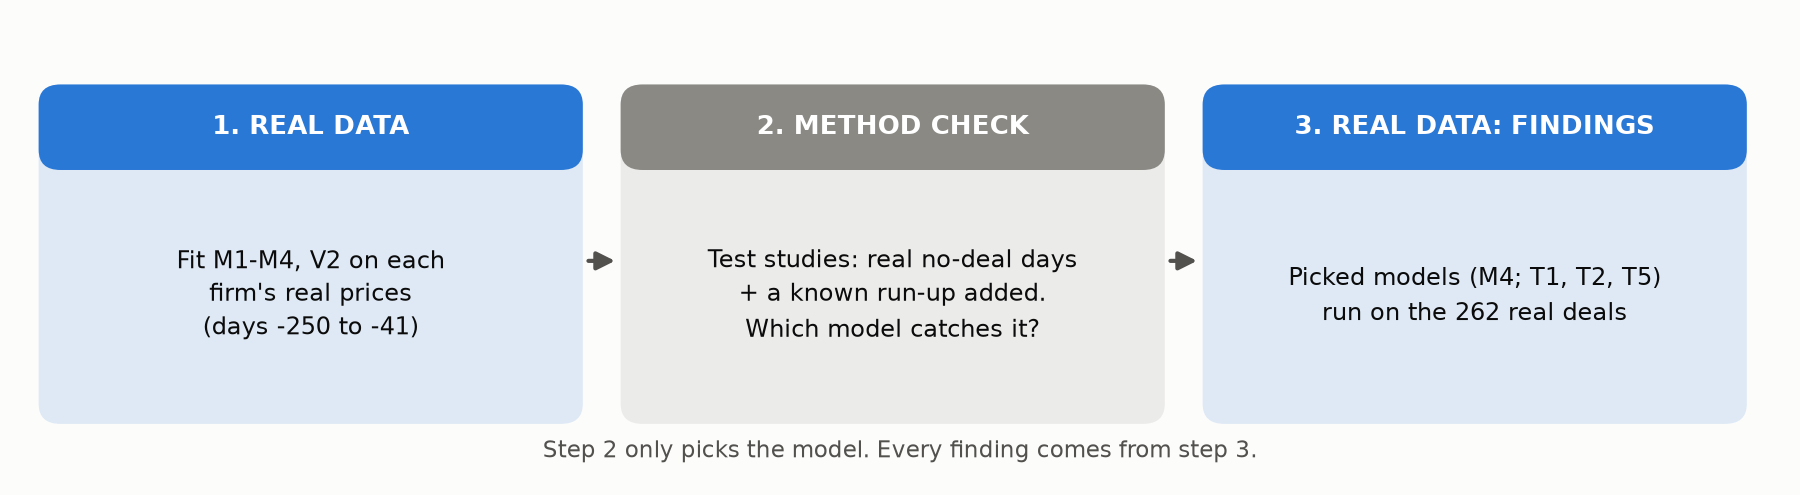 1. REAL DATA
Fit M1-M4, V2 on each
firm's real prices
(days -250 to -41)
2. METHOD CHECK
Test studies: real no-deal days
+ a known run-up added.
Which model catches it?
3. REAL DATA: FINDINGS
Picked models (M4; T1, T2, T5)
run on the 262 real deals
Step 2 only picks the model. Every finding comes from step 3.